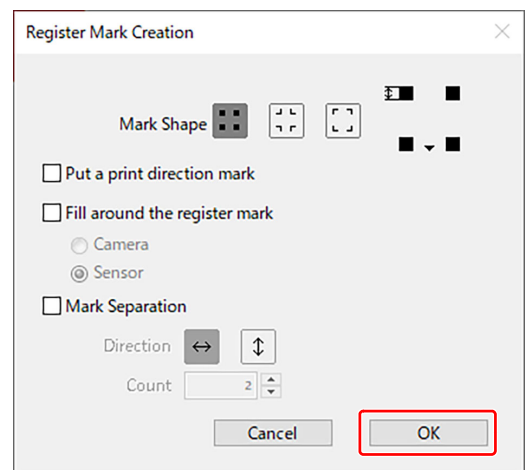 Register Mark Creation
Mark Shape
Put a print direction mark
Fill around the register mark
Camera
Sensor
Mark Separation
Direction
Count 2
Cancel OK